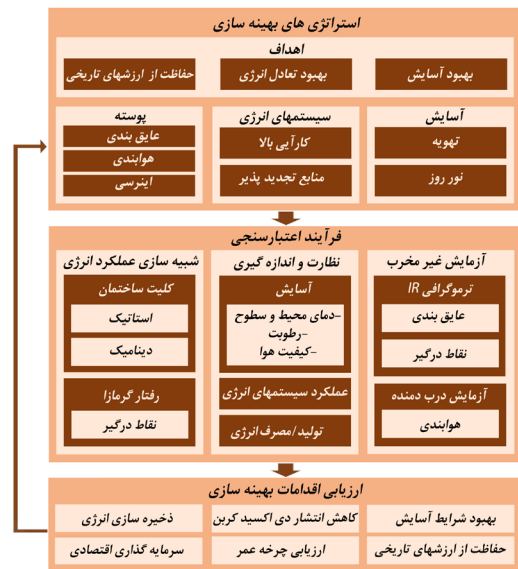 استراتژی های بهینه سازی
اهداف
بهبود آسایش
بهبود تعادل انرژی
حفاظت از ارزشهای تاریخی
آسایش
تهویه
نور روز
سیستمهای انرژی
کارآیی بالا
منابع تجدید پذیر
پوسته
عایق بندی
هوابندی
اینرسی
فرآیند اعتبارسنجی
آزمایش غیر مخرب
ترموگرافی IR
عایق بندی
نقاط درگیر
آزمایش درب دمنده
هوابندی
نظارت و اندازه گیری
آسایش
-دمای محیط و سطوح
-رطوبت
-کیفیت هوا
عملکرد سیستمهای انرژی
تولید/مصرف انرژی
شبیه سازی عملکرد انرژی
کلیت ساختمان
استاتیک
دینامیک
رفتار گرمازا
نقاط درگیر
ارزیابی اقدامات بهینه سازی
بهبود شرایط آسایش
کاهش انتشار دی اکسید کربن
ذخیره سازی انرژی
حفاظت از ارزشهای تاریخی
ارزیابی چرخه عمر
سرمایه گذاری اقتصادی